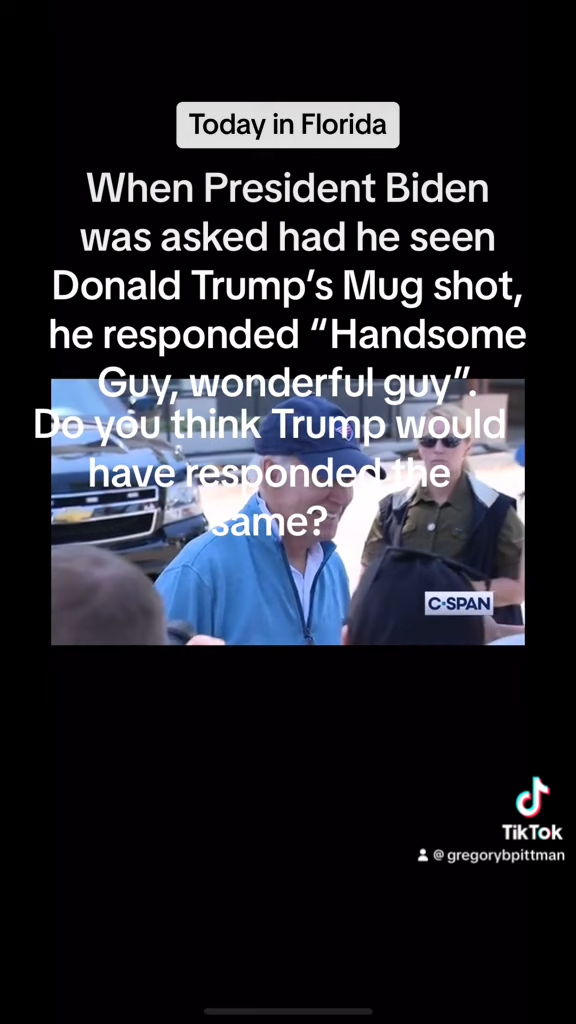 Today in Florida
When President Biden
was asked had he seen
Donald Trump’s Mug shot,
he responded “Handsome
Guy, wonderful guy”.
Do you think Trump would
have responded the
same?
C-SPAN
TikTok
@gregorybpittman